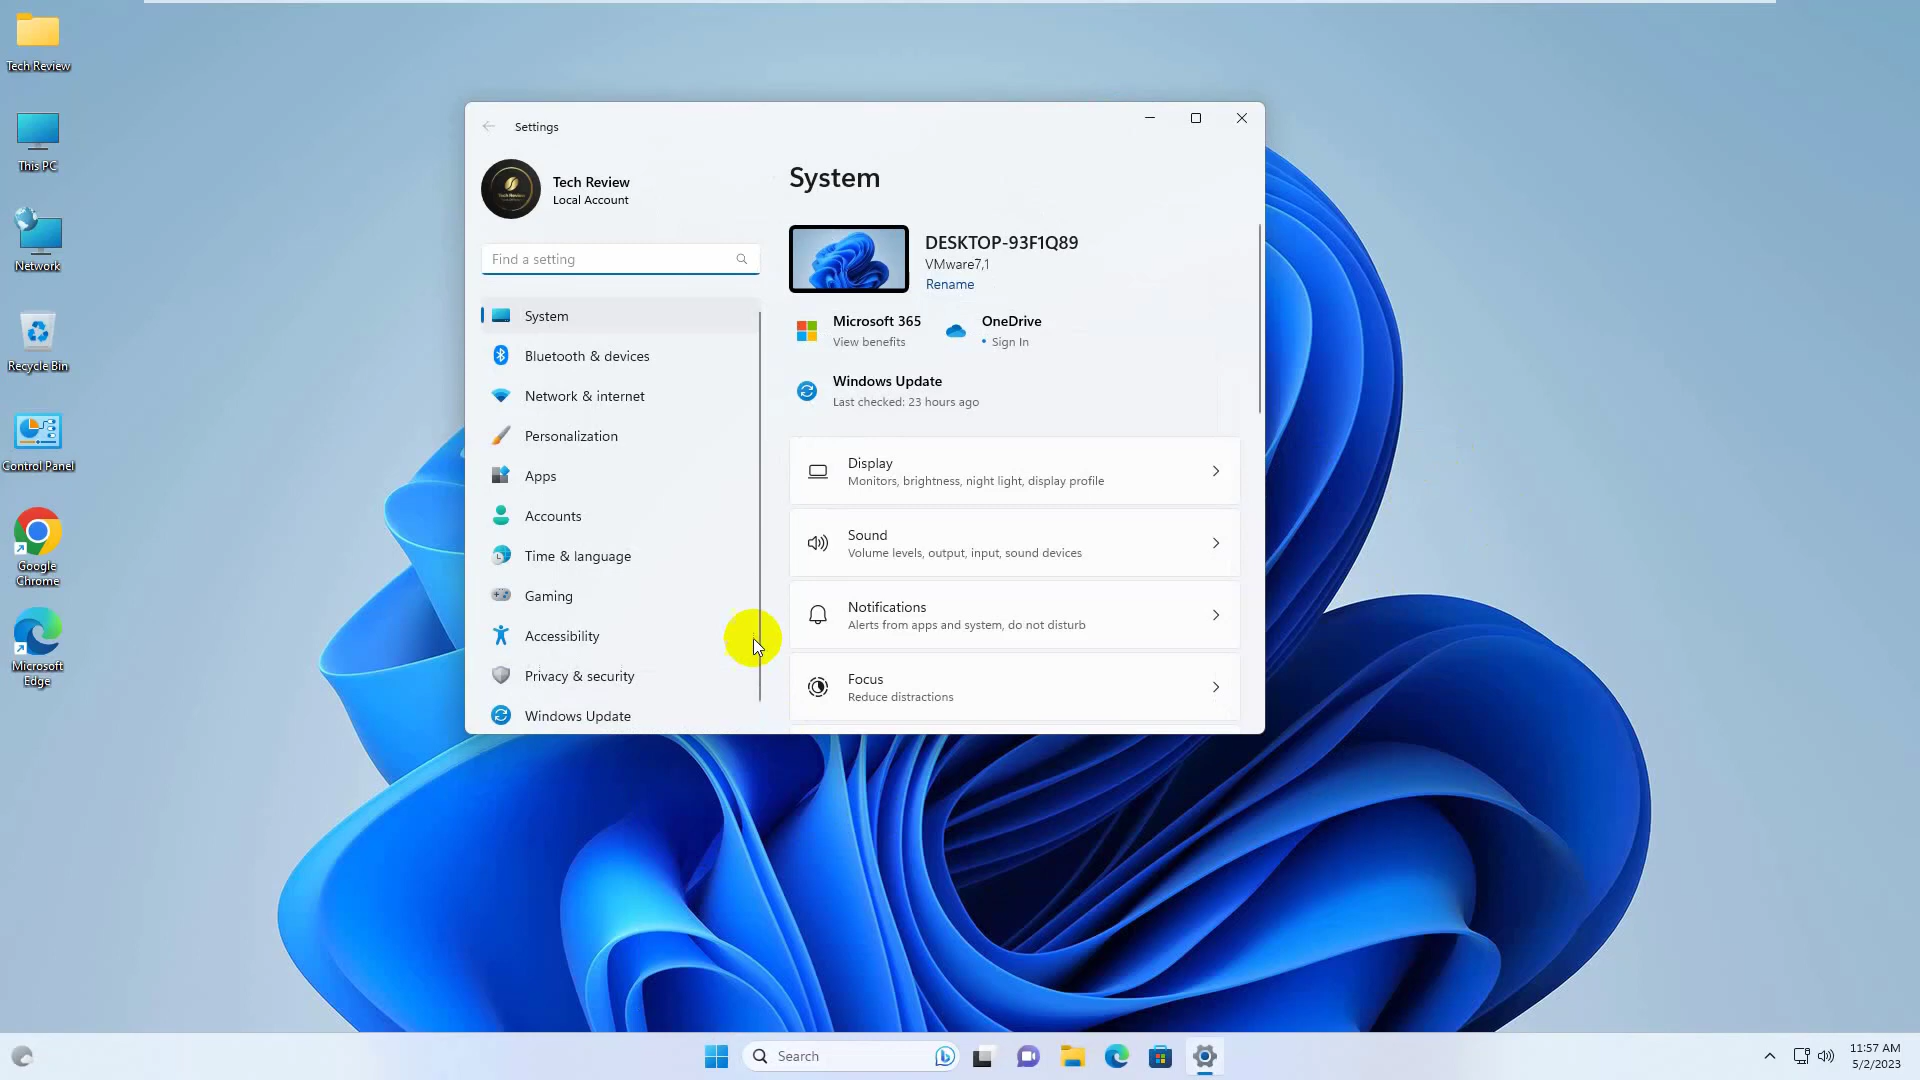 Tech Review
This PC
Network
Recycle Bin
Control Panel
Google
Chrome
Microsoft
Edge
Settings
Tech Review
Local Account
Find a setting
System
Bluetooth & devices
Network & internet
Personalization
Apps
Accounts
Time & language
Gaming
Accessibility
Privacy & security
Windows Update
System
DESKTOP-93F1Q89
VMware7,1
Rename
Microsoft 365
View benefits
OneDrive
• Sign In
Windows Update
Last checked: 23 hours ago
Display
Monitors, brightness, night light, display profile
Sound
Volume levels, output, input, sound devices
Notifications
Alerts from apps and system, do not disturb
Focus
Reduce distractions
Search
11:57 AM
5/2/2023